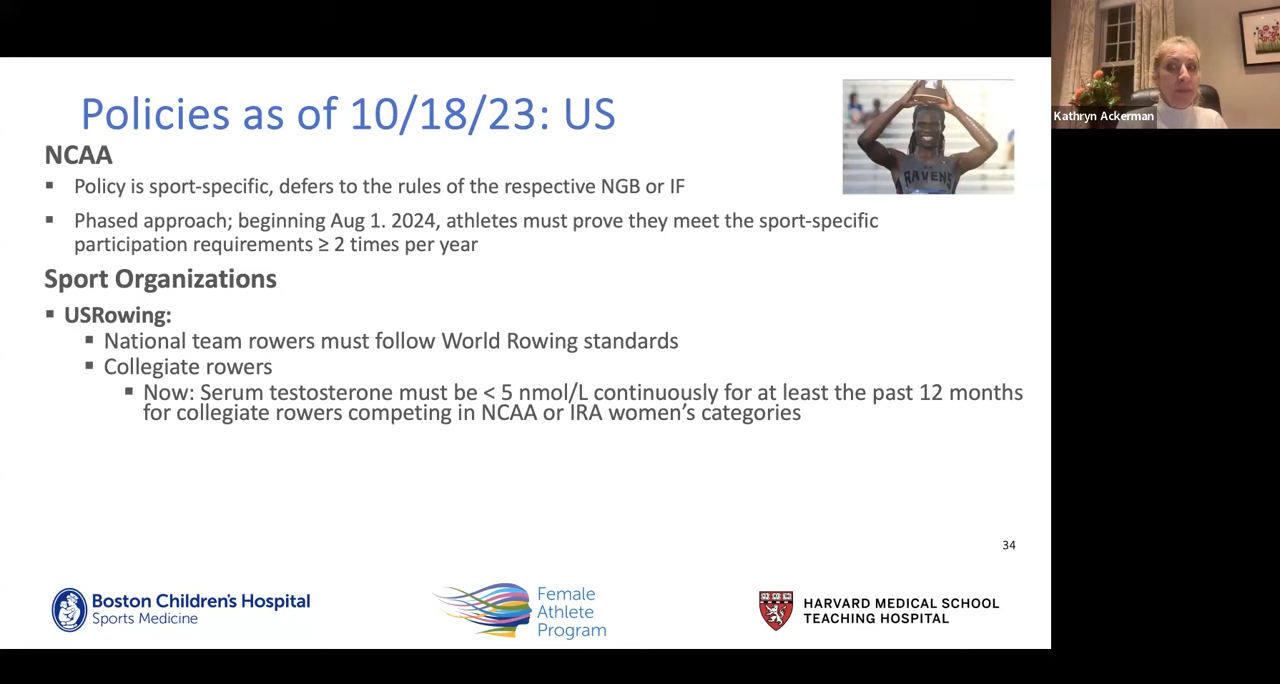 Policies as of 10/18/23: US
NCAA
▪ Policy is sport-specific, defers to the rules of the respective NGB or IF
▪ Phased approach; beginning Aug 1. 2024, athletes must prove they meet the sport-specific
participation requirements ≥ 2 times per year
Sport Organizations
▪ USRowing:
▪ National team rowers must follow World Rowing standards
▪ Collegiate rowers
▪ Now: Serum testosterone must be < 5 nmol/L continuously for at least the past 12 months
for collegiate rowers competing in NCAA or IRA women's categories
34
Boston Children's Hospital
Sports Medicine
Female
Athlete
Program
HARVARD MEDICAL SCHOOL
TEACHING HOSPITAL
RAVENS
Kathryn Ackerman